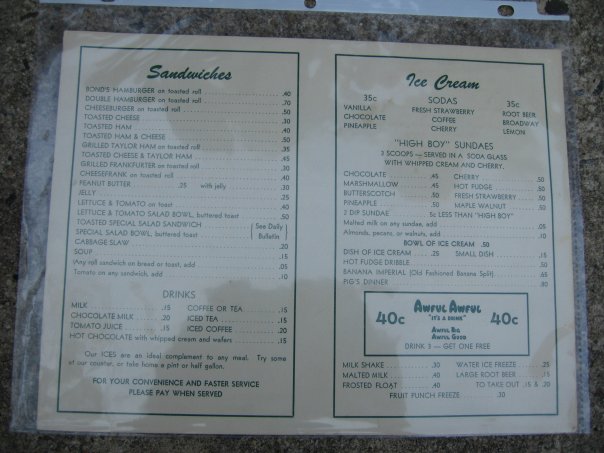 Sandwiches
BOND'S HAMBURGER on toasted roll .40
DOUBLE HAMBURGER on toasted roll .70
CHEESEBURGER on toasted roll .50
TOASTED CHEESE .30
TOASTED HAM .40
TOASTED HAM & CHEESE .50
GRILLED TAYLOR HAM on toasted roll .35
TOASTED CHEESE & TAYLOR HAM .45
GRILLED FRANKFURTER on toasted roll .30
CHEESEFRANK on toasted roll .40
PEANUT BUTTER .25 with jelly .30
JELLY .25
LETTUCE & TOMATO on toast .40
LETTUCE & TOMATO SALAD BOWL, buttered toast .50
TOASTED SPECIAL SALAD SANDWICH
SPECIAL SALAD BOWL, buttered toast
See Daily
Bulletin
CABBAGE SLAW .20
SOUP .15
Any roll sandwich on bread or toast, add .05
Tomato on any sandwich, add .10
DRINKS
MILK .15 COFFEE OR TEA .15
CHOCOLATE MILK .20 ICED TEA .15
TOMATO JUICE .15 ICED COFFEE .20
HOT CHOCOLATE with whipped cream and wafers .15
Our ICES are an ideal complement to any meal. Try some
at our counter, or take home a pint or half gallon.
FOR YOUR CONVENIENCE AND FASTER SERVICE
PLEASE PAY WHEN SERVED
Ice Cream
35c SODAS 35c
VANILLA FRESH STRAWBERRY ROOT BEER
CHOCOLATE COFFEE BROADWAY
PINEAPPLE CHERRY LEMON
"HIGH BOY" SUNDAES
3 SCOOPS — SERVED IN A SODA GLASS
WITH WHIPPED CREAM AND CHERRY.
CHOCOLATE .45 CHERRY .50
MARSHMALLOW .45 HOT FUDGE .50
BUTTERSCOTCH .50 FRESH STRAWBERRY .50
PINEAPPLE .50 MAPLE WALNUT .50
2 DIP SUNDAE 5c LESS THAN "HIGH BOY"
Malted milk on any sundae, add .05
Almonds, pecans, or walnuts, add .10
BOWL OF ICE CREAM .50
DISH OF ICE CREAM .25 SMALL DISH .15
HOT FUDGE DRIBBLE .50
BANANA IMPERIAL (Old Fashioned Banana Split) .65
PIG'S DINNER .80
AWFUL AWFUL
40c "IT'S A DRINK" 40c
AWFUL BIG
AWFUL GOOD
DRINK 3 — GET ONE FREE
MILK SHAKE .30 WATER ICE FREEZE .25
MALTED MILK .40 LARGE ROOT BEER .15
FROSTED FLOAT .40 TO TAKE OUT .15 & .20
FRUIT PUNCH FREEZE .30